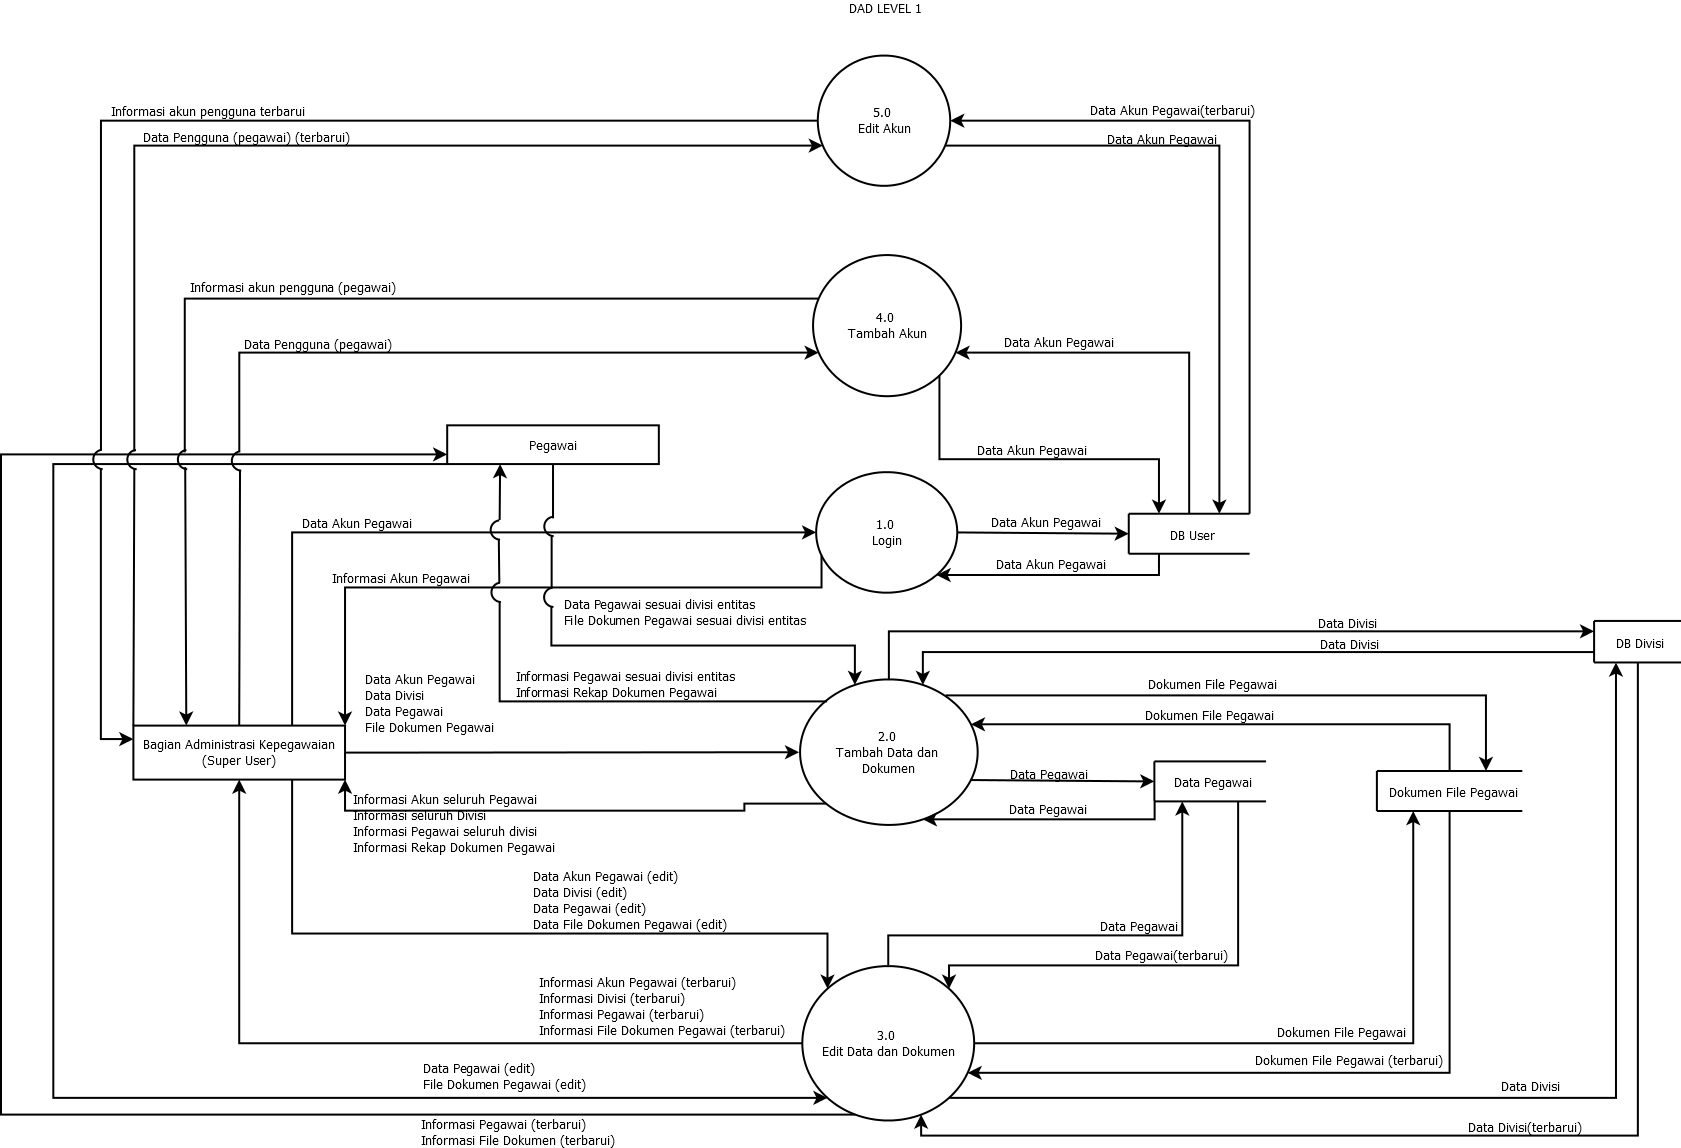 DAD LEVEL 1
5.0
Edit Akun
Informasi akun pengguna terbarui
Data Pengguna (pegawai) (terbarui)
Data Akun Pegawai(terbarui)
Data Akun Pegawai
4.0
Tambah Akun
Informasi akun pengguna (pegawai)
Data Pengguna (pegawai)
Data Akun Pegawai
Data Akun Pegawai
Pegawai
1.0
Login
Data Akun Pegawai
Informasi Akun Pegawai
Data Akun Pegawai
Data Akun Pegawai
DB User
Data Pegawai sesuai divisi entitas
File Dokumen Pegawai sesuai divisi entitas
Informasi Pegawai sesuai divisi entitas
Informasi Rekap Dokumen Pegawai
Data Divisi
Data Divisi
DB Divisi
Data Akun Pegawai
Data Divisi
Data Pegawai
File Dokumen Pegawai
Dokumen File Pegawai
Dokumen File Pegawai
Bagian Administrasi Kepegawaian
(Super User)
2.0
Tambah Data dan
Dokumen
Data Pegawai
Data Pegawai
Data Pegawai
Dokumen File Pegawai
Informasi Akun seluruh Pegawai
Informasi seluruh Divisi
Informasi Pegawai seluruh divisi
Informasi Rekap Dokumen Pegawai
Data Akun Pegawai (edit)
Data Divisi (edit)
Data Pegawai (edit)
Data File Dokumen Pegawai (edit)
Data Pegawai
Data Pegawai(terbarui)
Informasi Akun Pegawai (terbarui)
Informasi Divisi (terbarui)
Informasi Pegawai (terbarui)
Informasi File Dokumen Pegawai (terbarui)
3.0
Edit Data dan Dokumen
Dokumen File Pegawai
Dokumen File Pegawai (terbarui)
Data Pegawai (edit)
File Dokumen Pegawai (edit)
Data Divisi
Informasi Pegawai (terbarui)
Informasi File Dokumen (terbarui)
Data Divisi(terbarui)